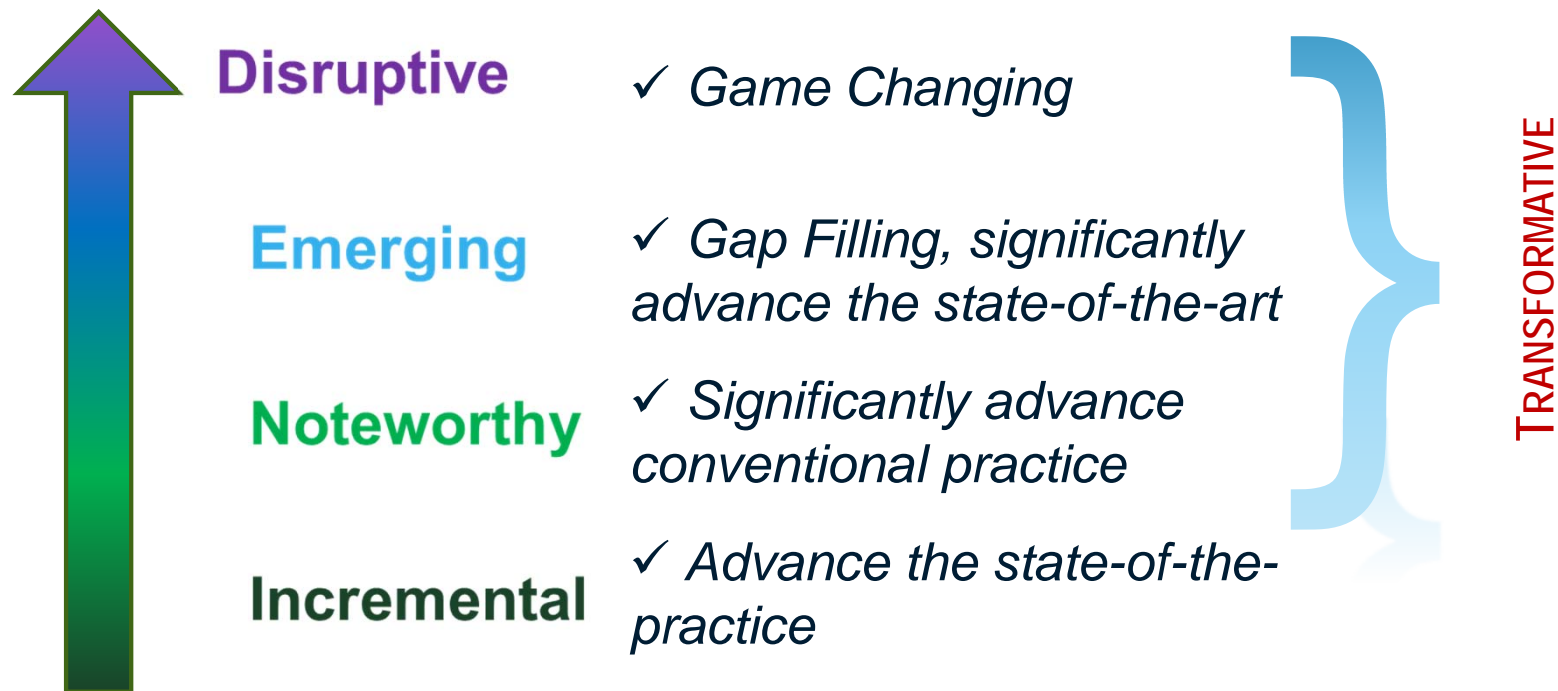 Disruptive
✓ Game Changing
Emerging
✓ Gap Filling, significantly
advance the state-of-the-art
Noteworthy
✓ Significantly advance
conventional practice
Incremental
✓ Advance the state-of-the-
practice
TRANSFORMATIVE